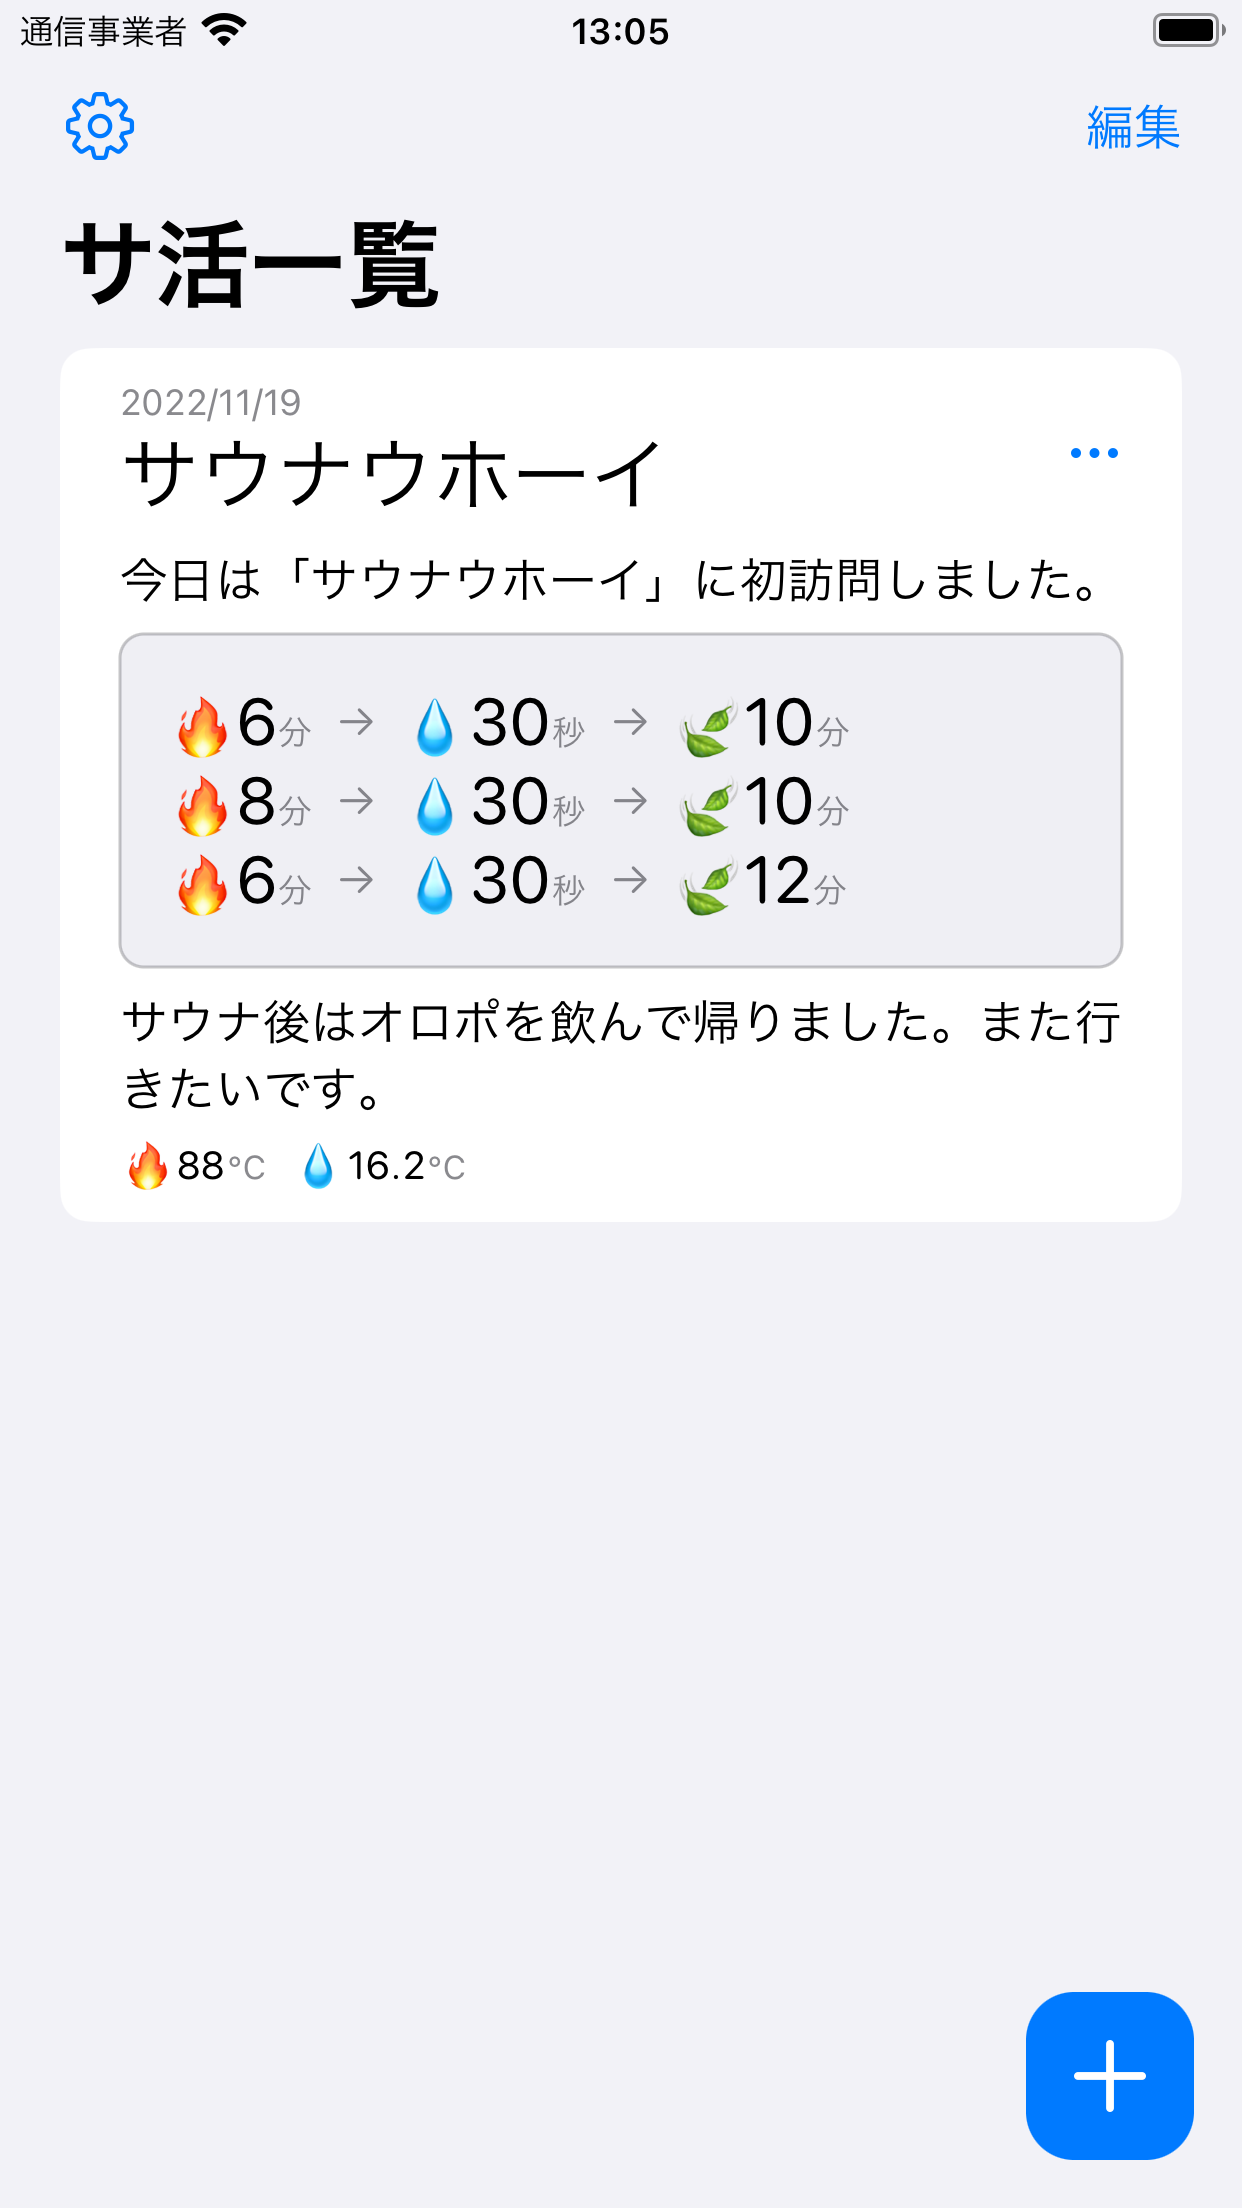 通信事業者 13:05
編集
サ活一覧
2022/11/19
サウナウホーイ
今日は「サウナウホーイ」に初訪問しました。
🔥6分 → 💧30秒 → 🍃10分
🔥8分 → 💧30秒 → 🍃10分
🔥6分 → 💧30秒 → 🍃12分
サウナ後はオロポを飲んで帰りました。また行
きたいです。
🔥88℃ 💧16.2℃